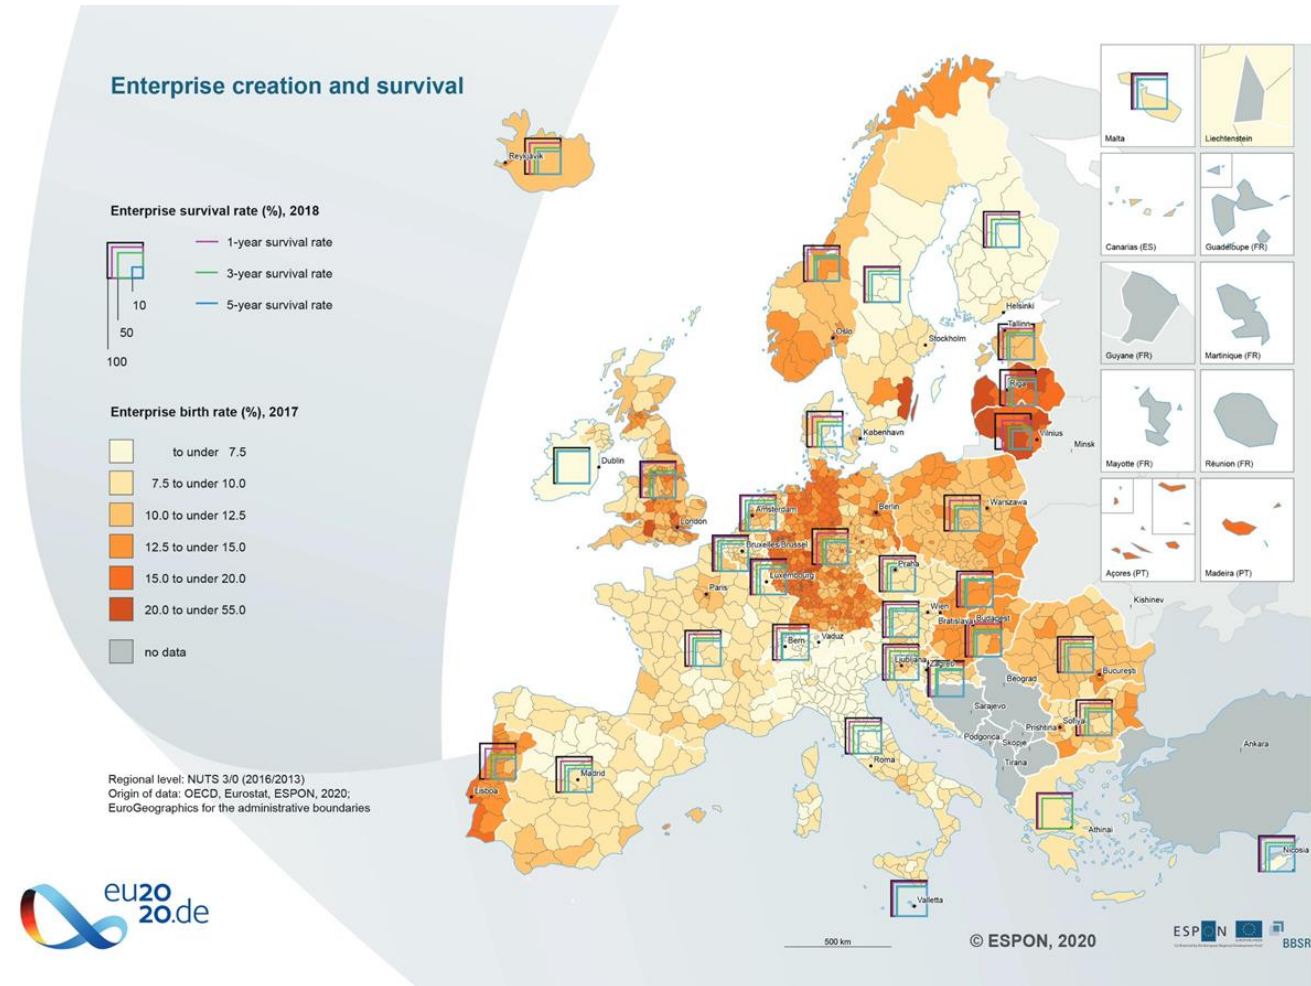 Enterprise creation and survival
Enterprise survival rate (%), 2018
1-year survival rate
3-year survival rate
5-year survival rate
10
50
100
Enterprise birth rate (%), 2017
to under 7.5
7.5 to under 10.0
10.0 to under 12.5
12.5 to under 15.0
15.0 to under 20.0
20.0 to under 55.0
no data
Regional level: NUTS 3/0 (2016/2013)
Origin of data: OECD, Eurostat, ESPON, 2020;
EuroGeographics for the administrative boundaries
eu20
20.de
Reykjavik
Oslo
Stockholm
Helsinki
Tallinn
Riga
Vilnius
Minsk
København
Dublin
London
Amsterdam
Berlin
Warszawa
Bruxelles/Brussel
Luxembourg
Paris
Praha
Wien
Bratislava
Budapest
Kishinev
Bern
Vaduz
Ljubljana
Zagreb
Bucureşti
Beograd
Sarajevo
Prishtina
Sofiya
Podgorica
Skopje
Tirana
Ankara
Madrid
Lisboa
Roma
Athinai
Nicosia
Valletta
Malta
Liechtenstein
Canarias (ES)
Guadeloupe (FR)
Guyane (FR)
Martinique (FR)
Mayotte (FR)
Réunion (FR)
Açores (PT)
Madeira (PT)
500 km
© ESPON, 2020
ESPON
BBSR